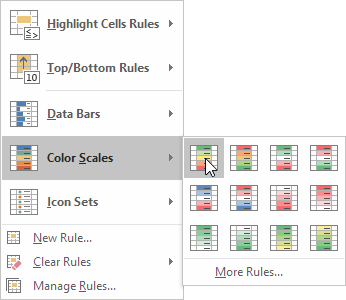 Highlight Cells Rules
≤>
Top/Bottom Rules
10
Data Bars
Color Scales
Icon Sets
New Rule...
Clear Rules
Manage Rules...
More Rules...